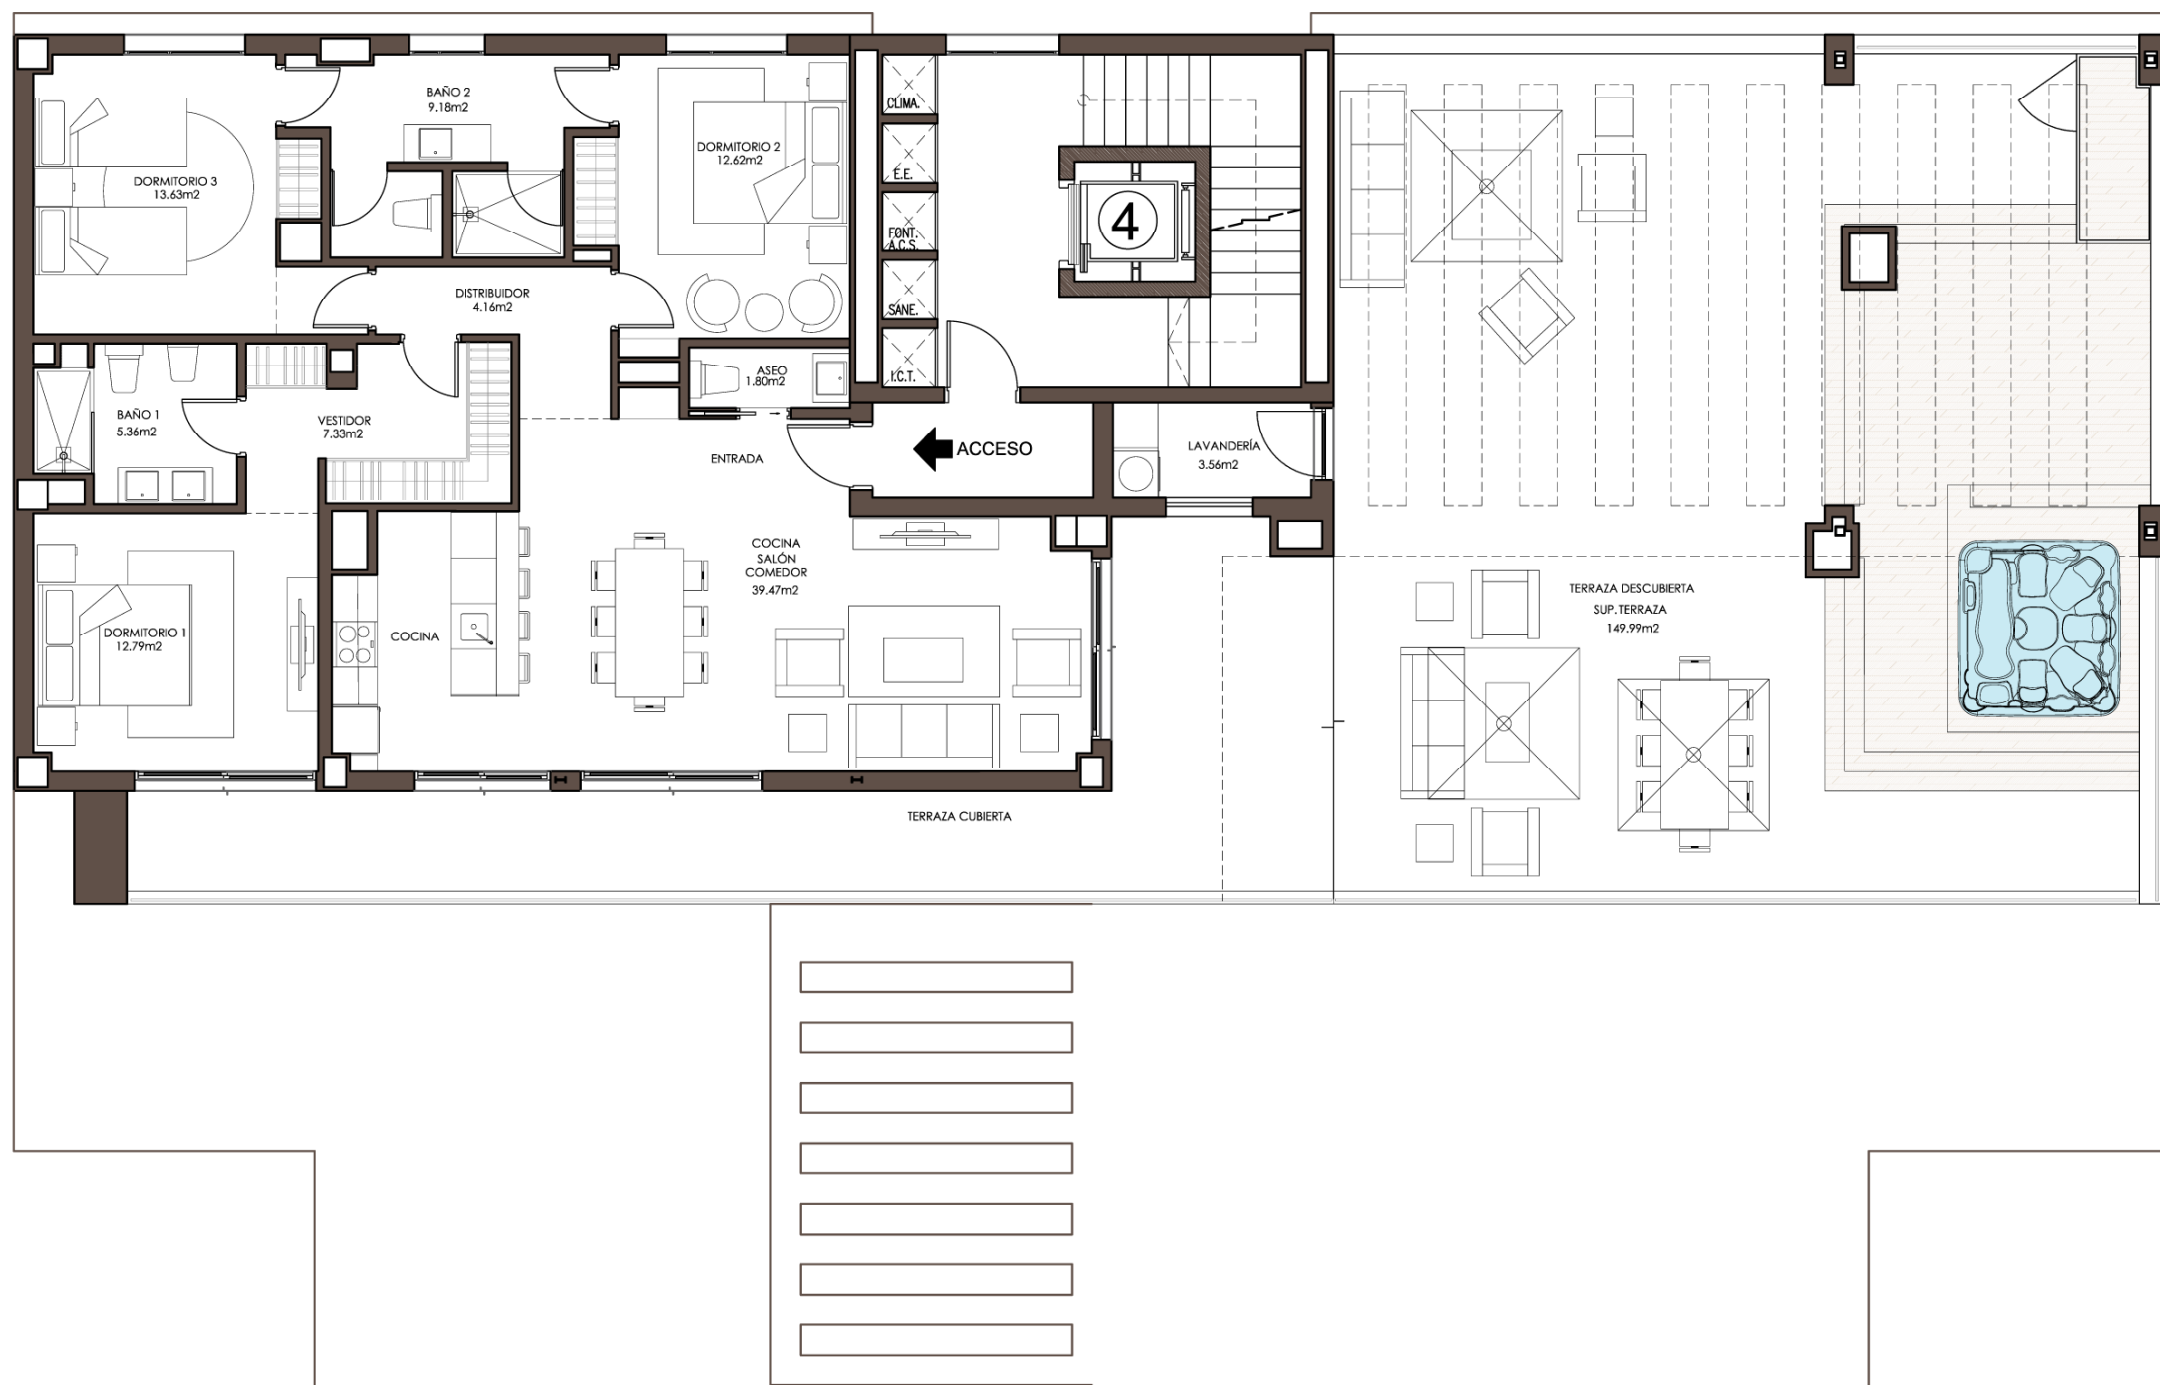 BAÑO 2
9.18m2
CLIMA.
DORMITORIO 2
12.62m2
E.E.
DORMITORIO 3
13.63m2
4
FONT.
A.C.S.
DISTRIBUIDOR
4.16m2
SANE.
ASEO
1.80m2
I.C.T.
BAÑO 1
5.36m2
VESTIDOR
7.33m2
ENTRADA
ACCESO
LAVANDERÍA
3.56m2
COCINA
SALÓN
COMEDOR
39.47m2
TERRAZA DESCUBIERTA
SUP.TERRAZA
149.99m2
DORMITORIO 1
12.79m2
COCINA
TERRAZA CUBIERTA